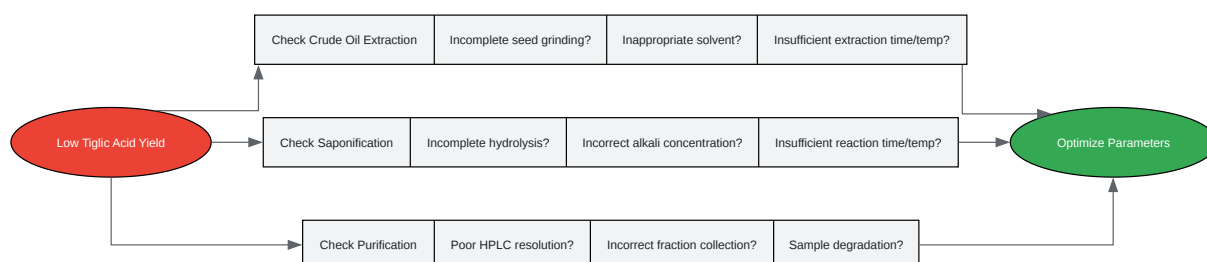 Check Crude Oil Extraction
Incomplete seed grinding?
Inappropriate solvent?
Insufficient extraction time/temp?
Low Tiglic Acid Yield
Check Saponification
Incomplete hydrolysis?
Incorrect alkali concentration?
Insufficient reaction time/temp?
Optimize Parameters
Check Purification
Poor HPLC resolution?
Incorrect fraction collection?
Sample degradation?